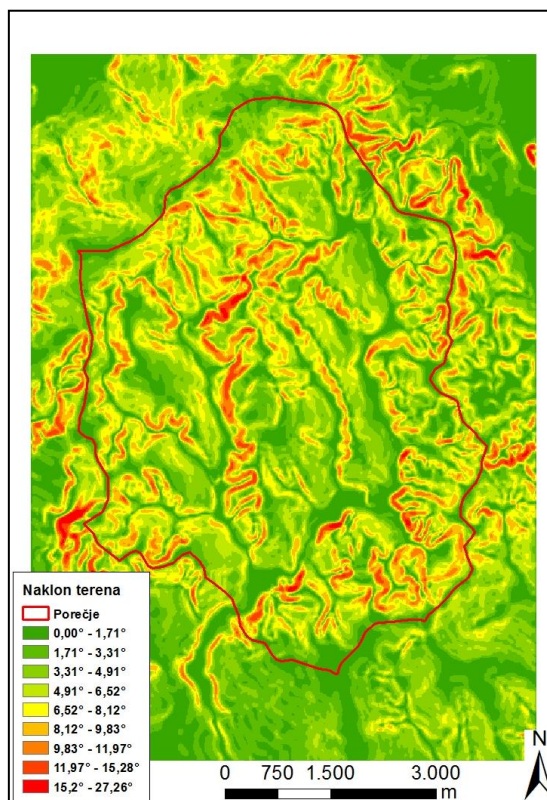 Naklon terena
Porečje
0,00° - 1,71°
1,71° - 3,31°
3,31° - 4,91°
4,91° - 6,52°
6,52° - 8,12°
8,12° - 9,83°
9,83° - 11,97°
11,97° - 15,28°
15,2° - 27,26°
0 750 1.500 3.000
m
N